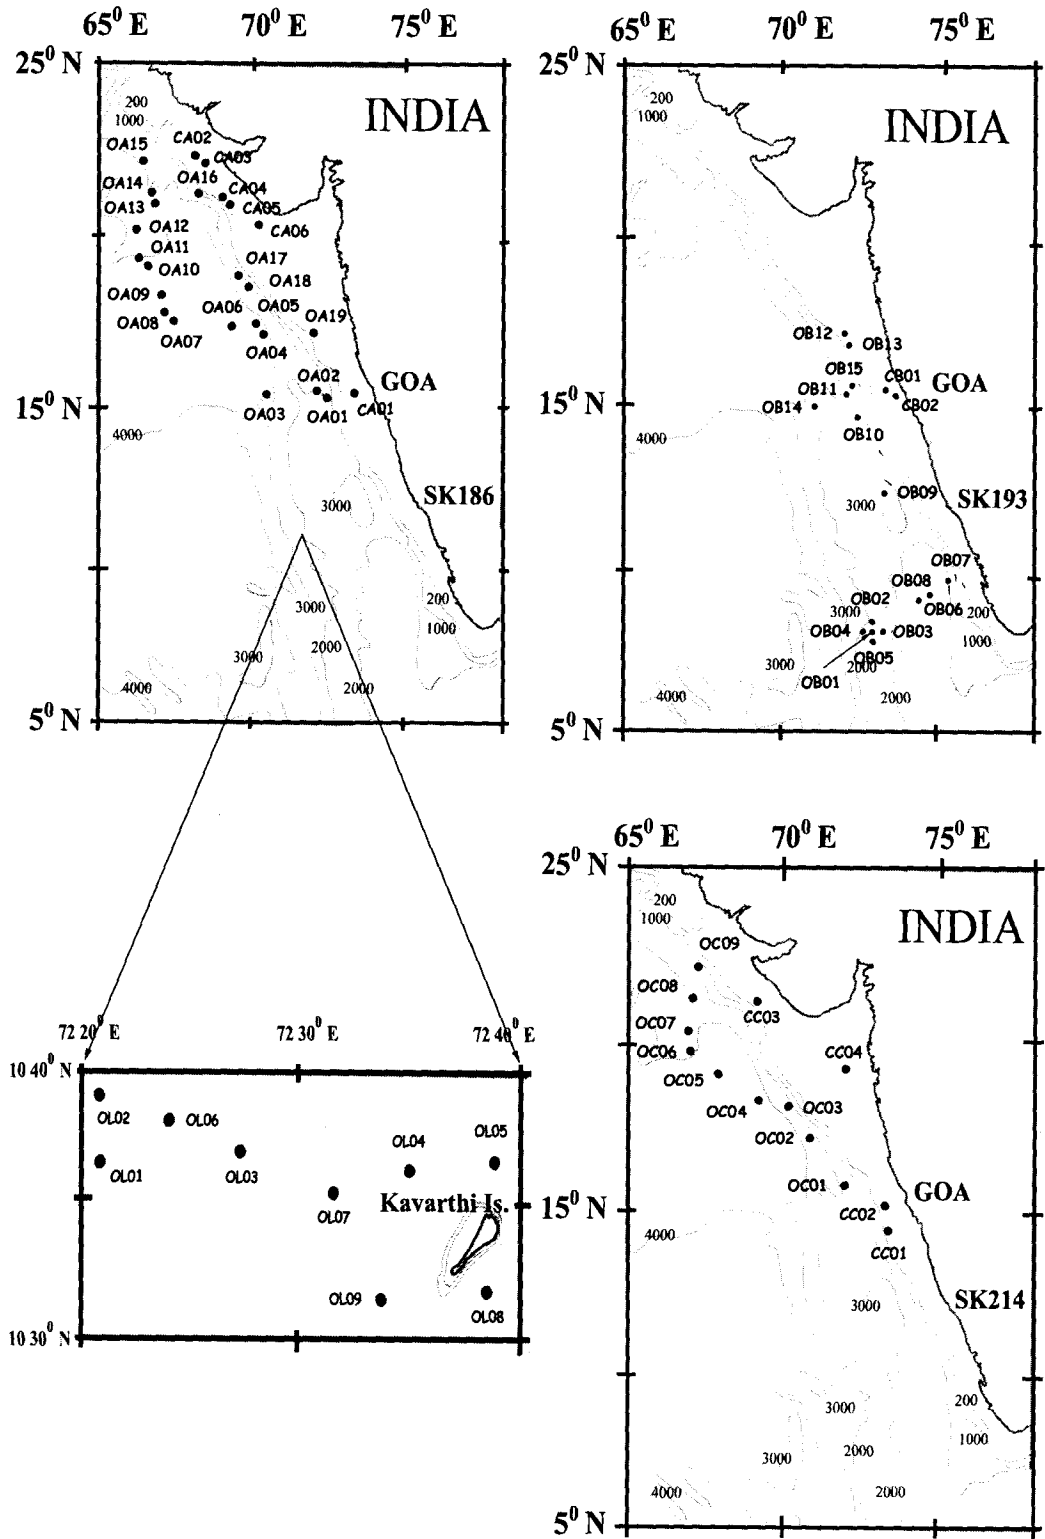 65⁰ E 70⁰ E 75⁰ E
25⁰ N
INDIA
200
1000
CA02
OA15
CA03
OA16
OA14
CA04
OA13
CA05
OA12
CA06
OA11
OA17
OA10
OA18
OA09
OA06
OA05
OA19
OA08
OA07
OA04
OA02
GOA
OA03
OA01
CA01
15⁰ N
4000
SK186
3000
200
3000
1000
2000
3000
4000
2000
5⁰ N
65⁰ E 70⁰ E 75⁰ E
25⁰ N
200
1000
INDIA
OB12
OB13
OB15
CB01
OB11
GOA
OB14
CB02
15⁰ N
OB10
4000
OB09
SK193
3000
OB07
OB08
OB02
OB06
3000
200
OB04
OB03
1000
OB05
3000
2000
OB01
4000
2000
5⁰ N
65⁰ E 70⁰ E 75⁰ E
25⁰ N
200
1000
INDIA
OC09
OC08
CC03
OC07
OC06
CC04
OC05
OC04
OC03
OC02
OC01
GOA
CC02
15⁰ N
4000
CC01
SK214
3000
200
3000
1000
2000
3000
4000
2000
5⁰ N
72 20⁰ E 72 30⁰ E 72 40⁰ E
10 40⁰ N
OL02
OL06
OL05
OL04
OL01
OL03
Kavarthi Is.
OL07
OL09
OL08
10 30⁰ N